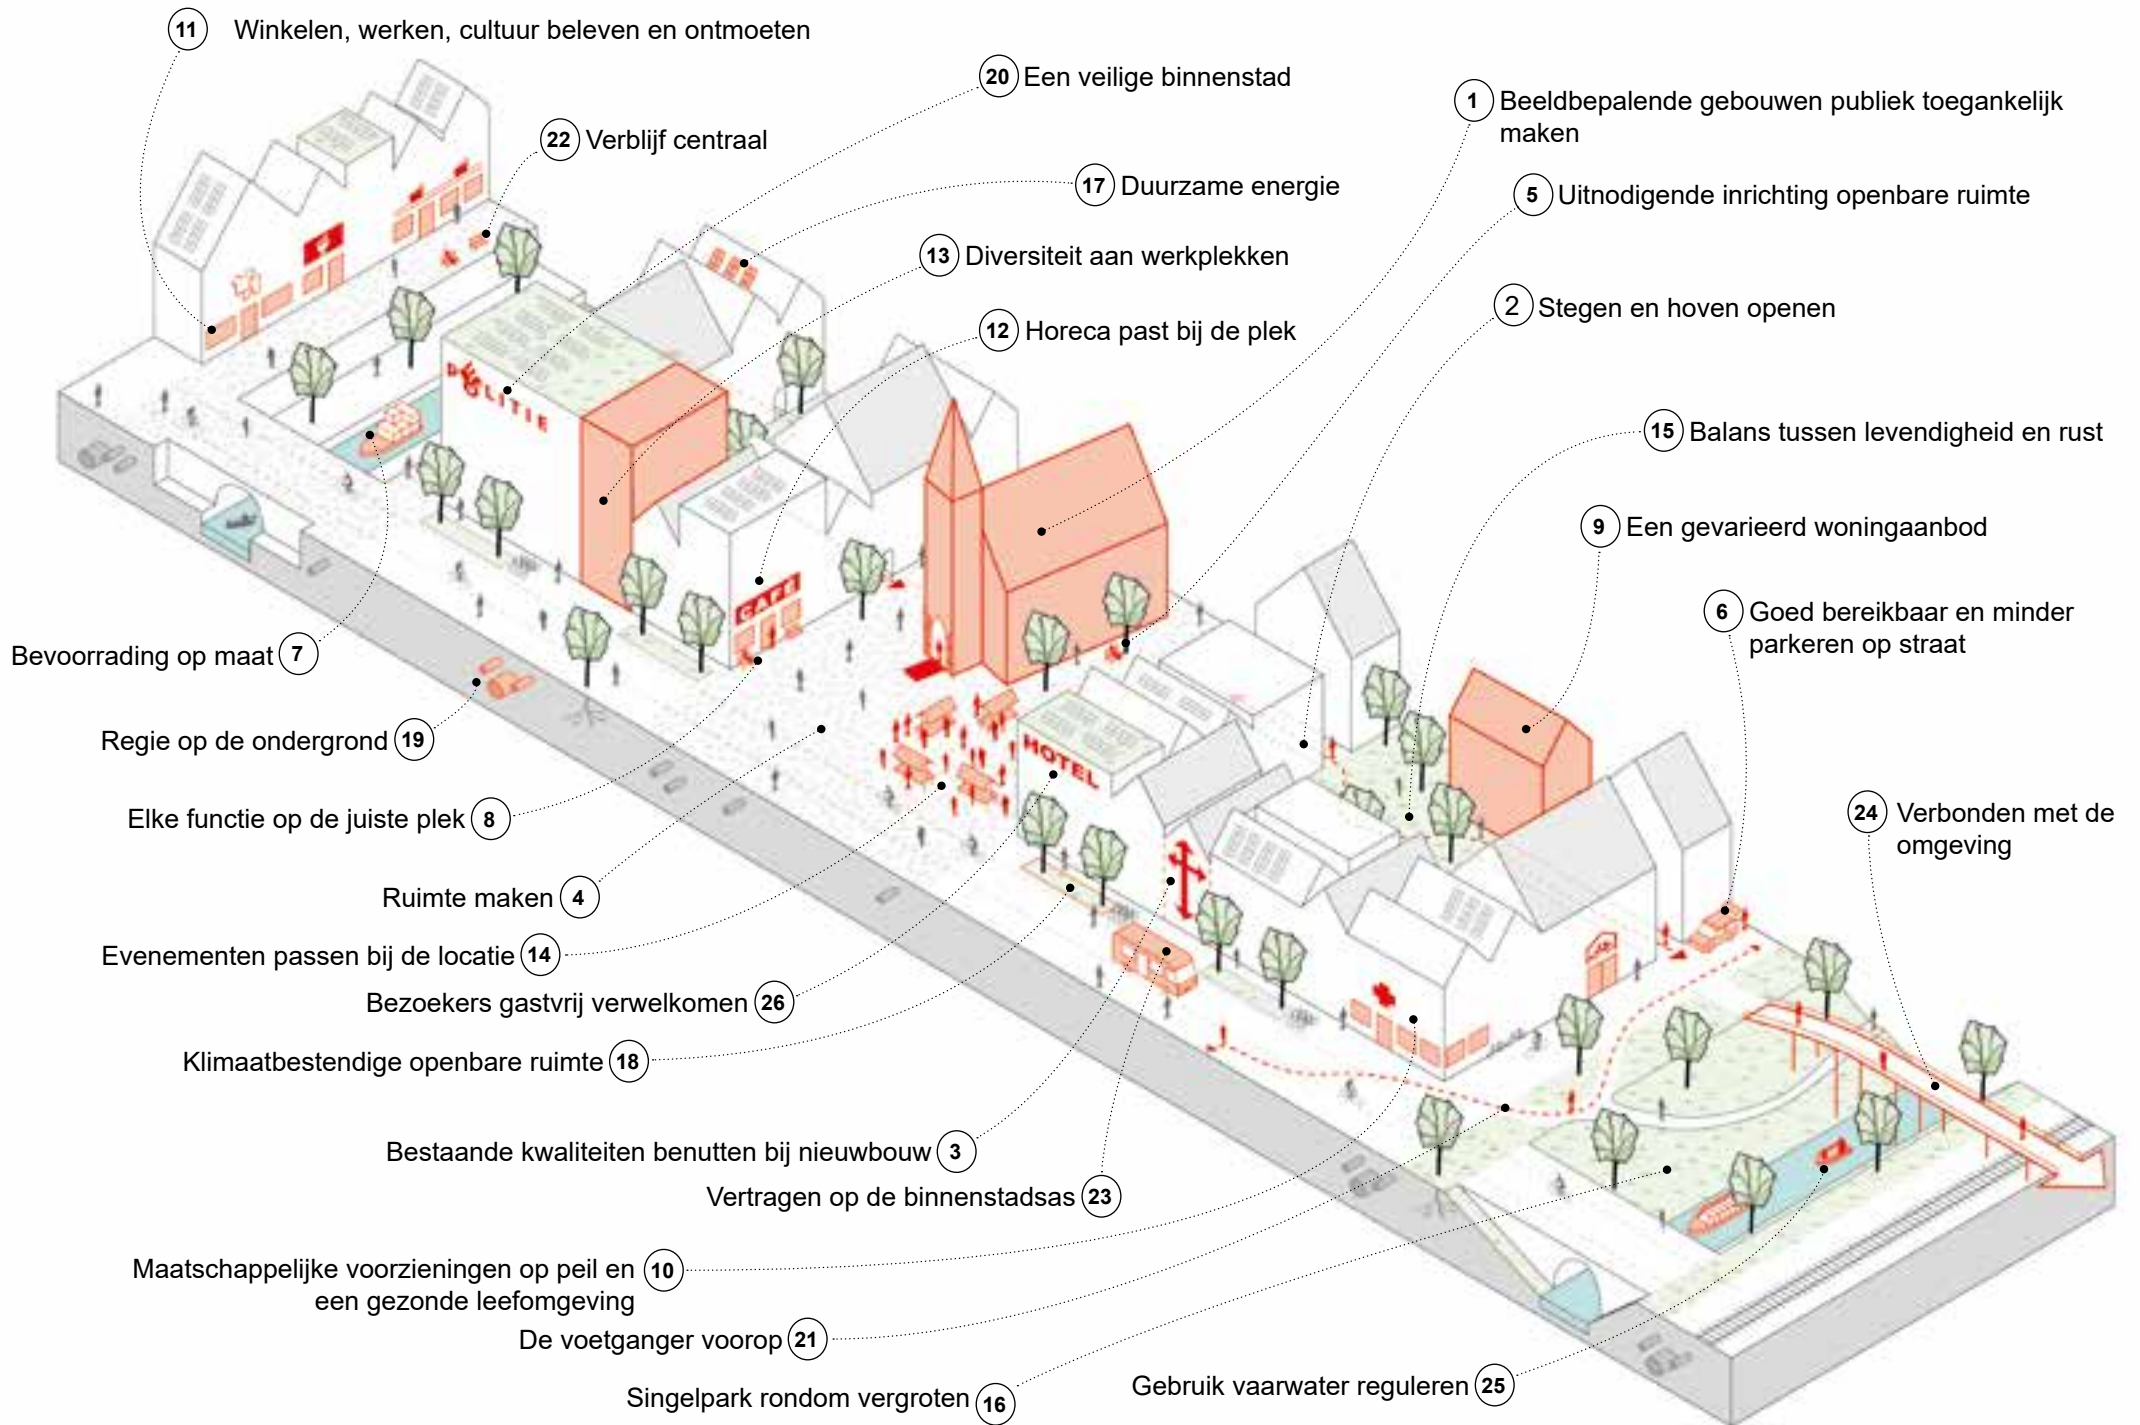 11 Winkelen, werken, cultuur beleven en ontmoeten
20 Een veilige binnenstad
1 Beeldbepalende gebouwen publiek toegankelijk
maken
22 Verblijf centraal
17 Duurzame energie
5 Uitnodigende inrichting openbare ruimte
13 Diversiteit aan werkplekken
2 Stegen en hoven openen
12 Horeca past bij de plek
POLITIE
15 Balans tussen levendigheid en rust
9 Een gevarieerd woningaanbod
CAFÉ
6 Goed bereikbaar en minder
parkeren op straat
Bevoorrading op maat 7
Regie op de ondergrond 19
HOTEL
Elke functie op de juiste plek 8
24 Verbonden met de
omgeving
Ruimte maken 4
Evenementen passen bij de locatie 14
Bezoekers gastvrij verwelkomen 26
Klimaatbestendige openbare ruimte 18
Bestaande kwaliteiten benutten bij nieuwbouw 3
Vertragen op de binnenstadsas 23
Maatschappelijke voorzieningen op peil en 10
een gezonde leefomgeving
De voetganger voorop 21
Singelpark rondom vergroten 16
Gebruik vaarwater reguleren 25